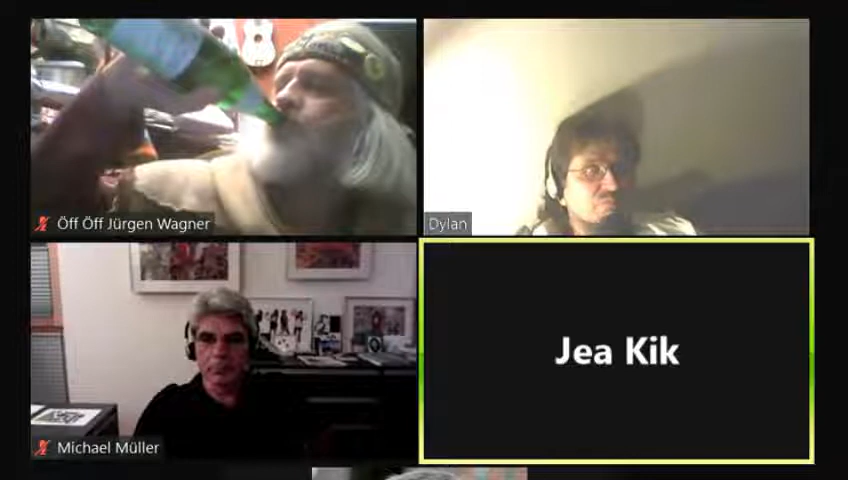 Öff Öff Jürgen Wagner
Dylan
Michael Müller
Jea Kik